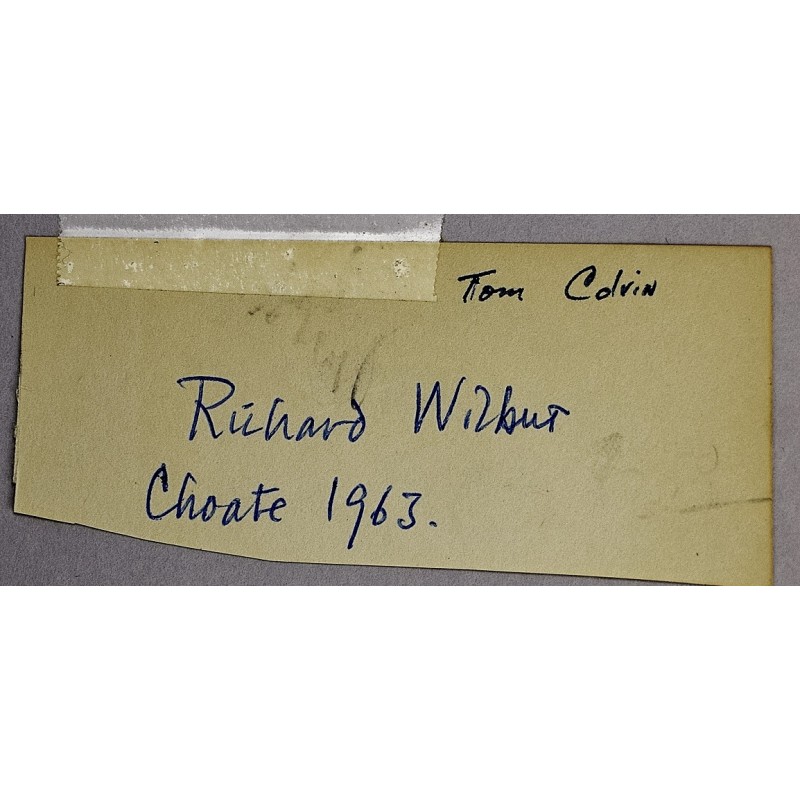 Tom Colvin
Richard Wilbur
Choate 1963.